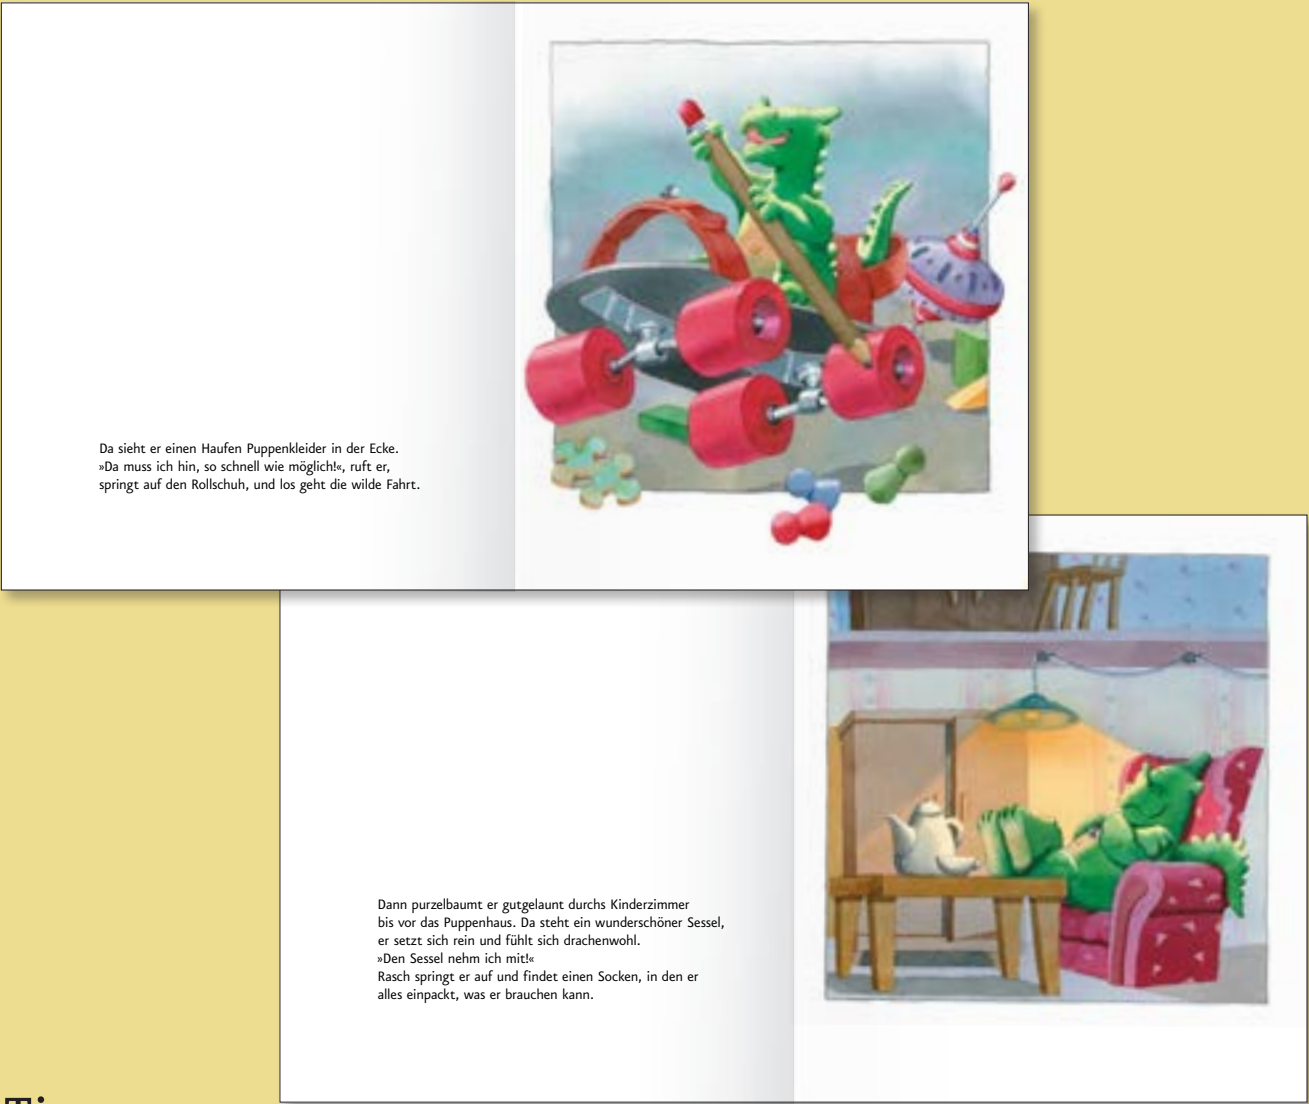 Da sieht er einen Haufen Puppenkleider in der Ecke.
»Da muss ich hin, so schnell wie möglich!«, ruft er,
springt auf den Rollschuh, und los geht die wilde Fahrt.
Dann purzelbaumt er gutgelaunt durchs Kinderzimmer
bis vor das Puppenhaus. Da steht ein wunderschöner Sessel,
er setzt sich rein und fühlt sich drachenwohl.
»Den Sessel nehm ich mit!«
Rasch springt er auf und findet einen Socken, in den er
alles einpackt, was er brauchen kann.